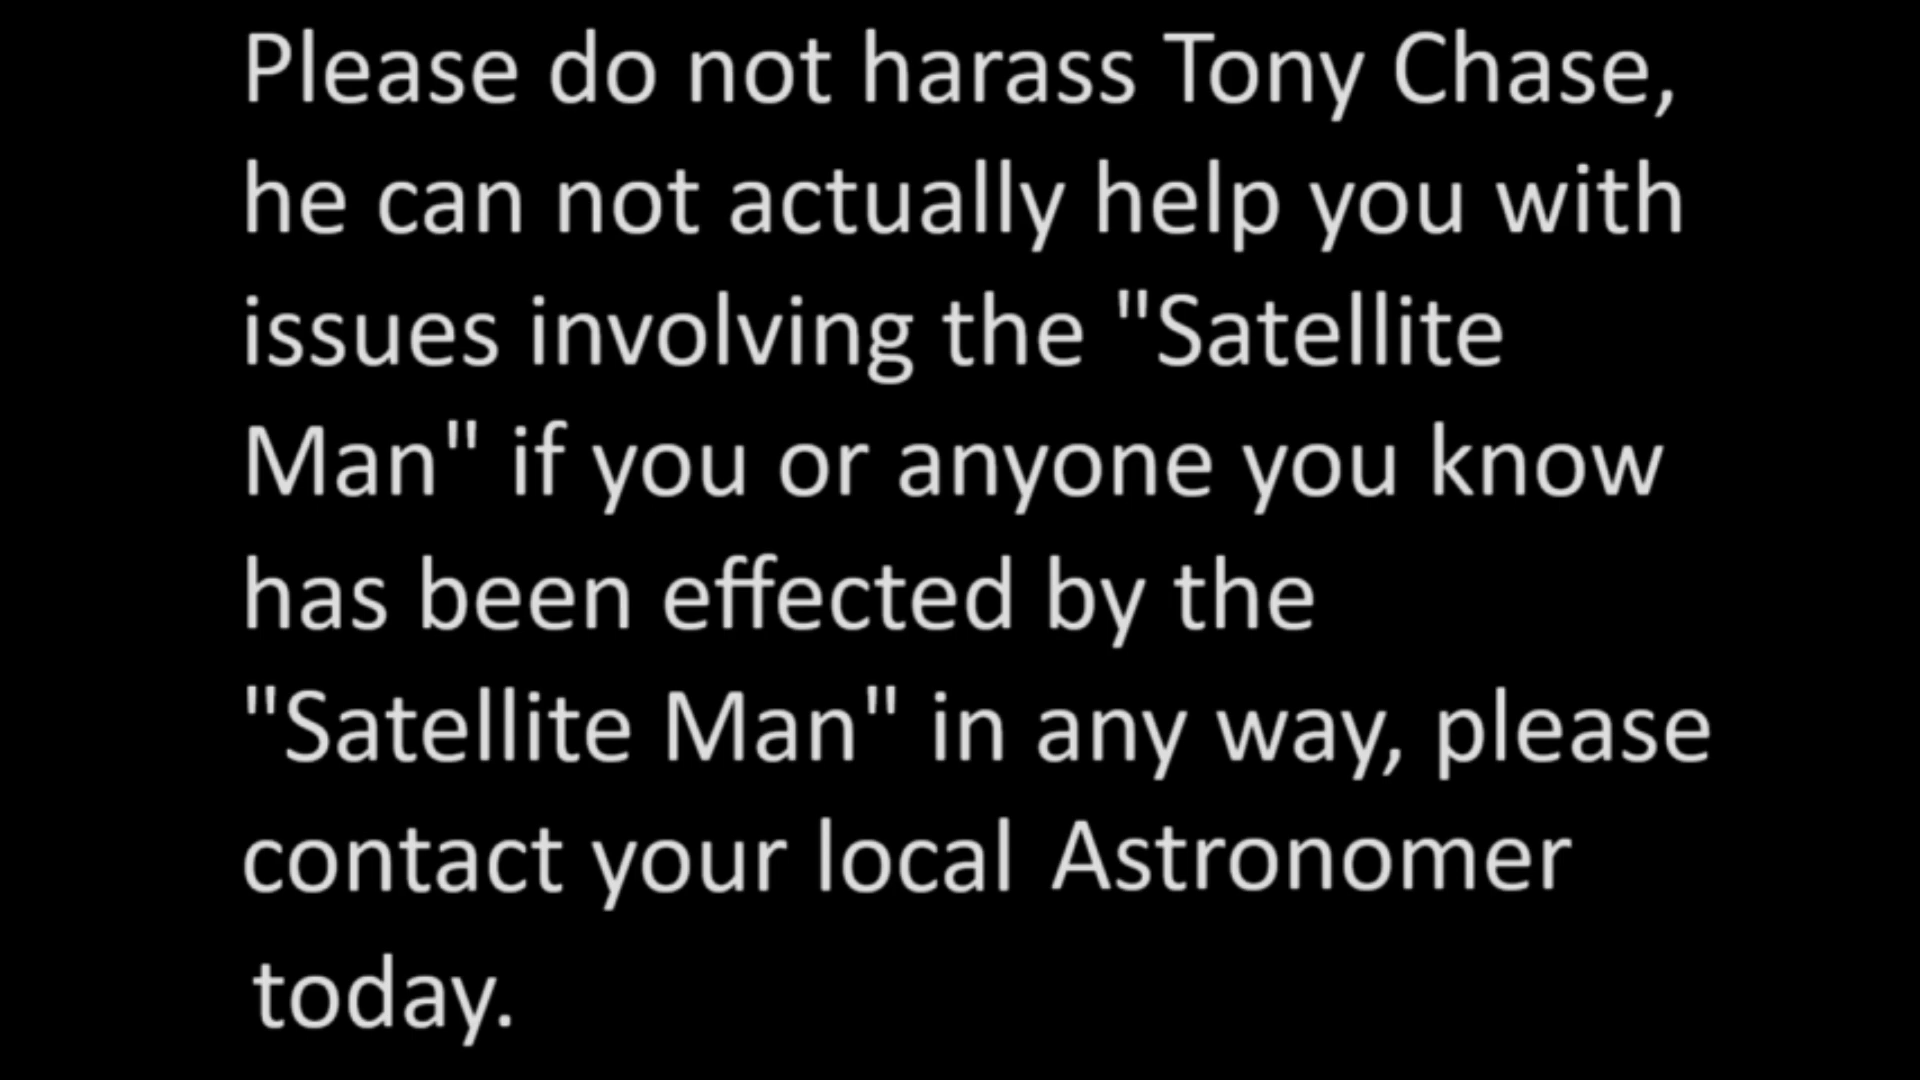 Please do not harass Tony Chase,
he can not actually help you with
issues involving the "Satellite
Man" if you or anyone you know
has been effected by the
"Satellite Man" in any way, please
contact your local Astronomer
today.